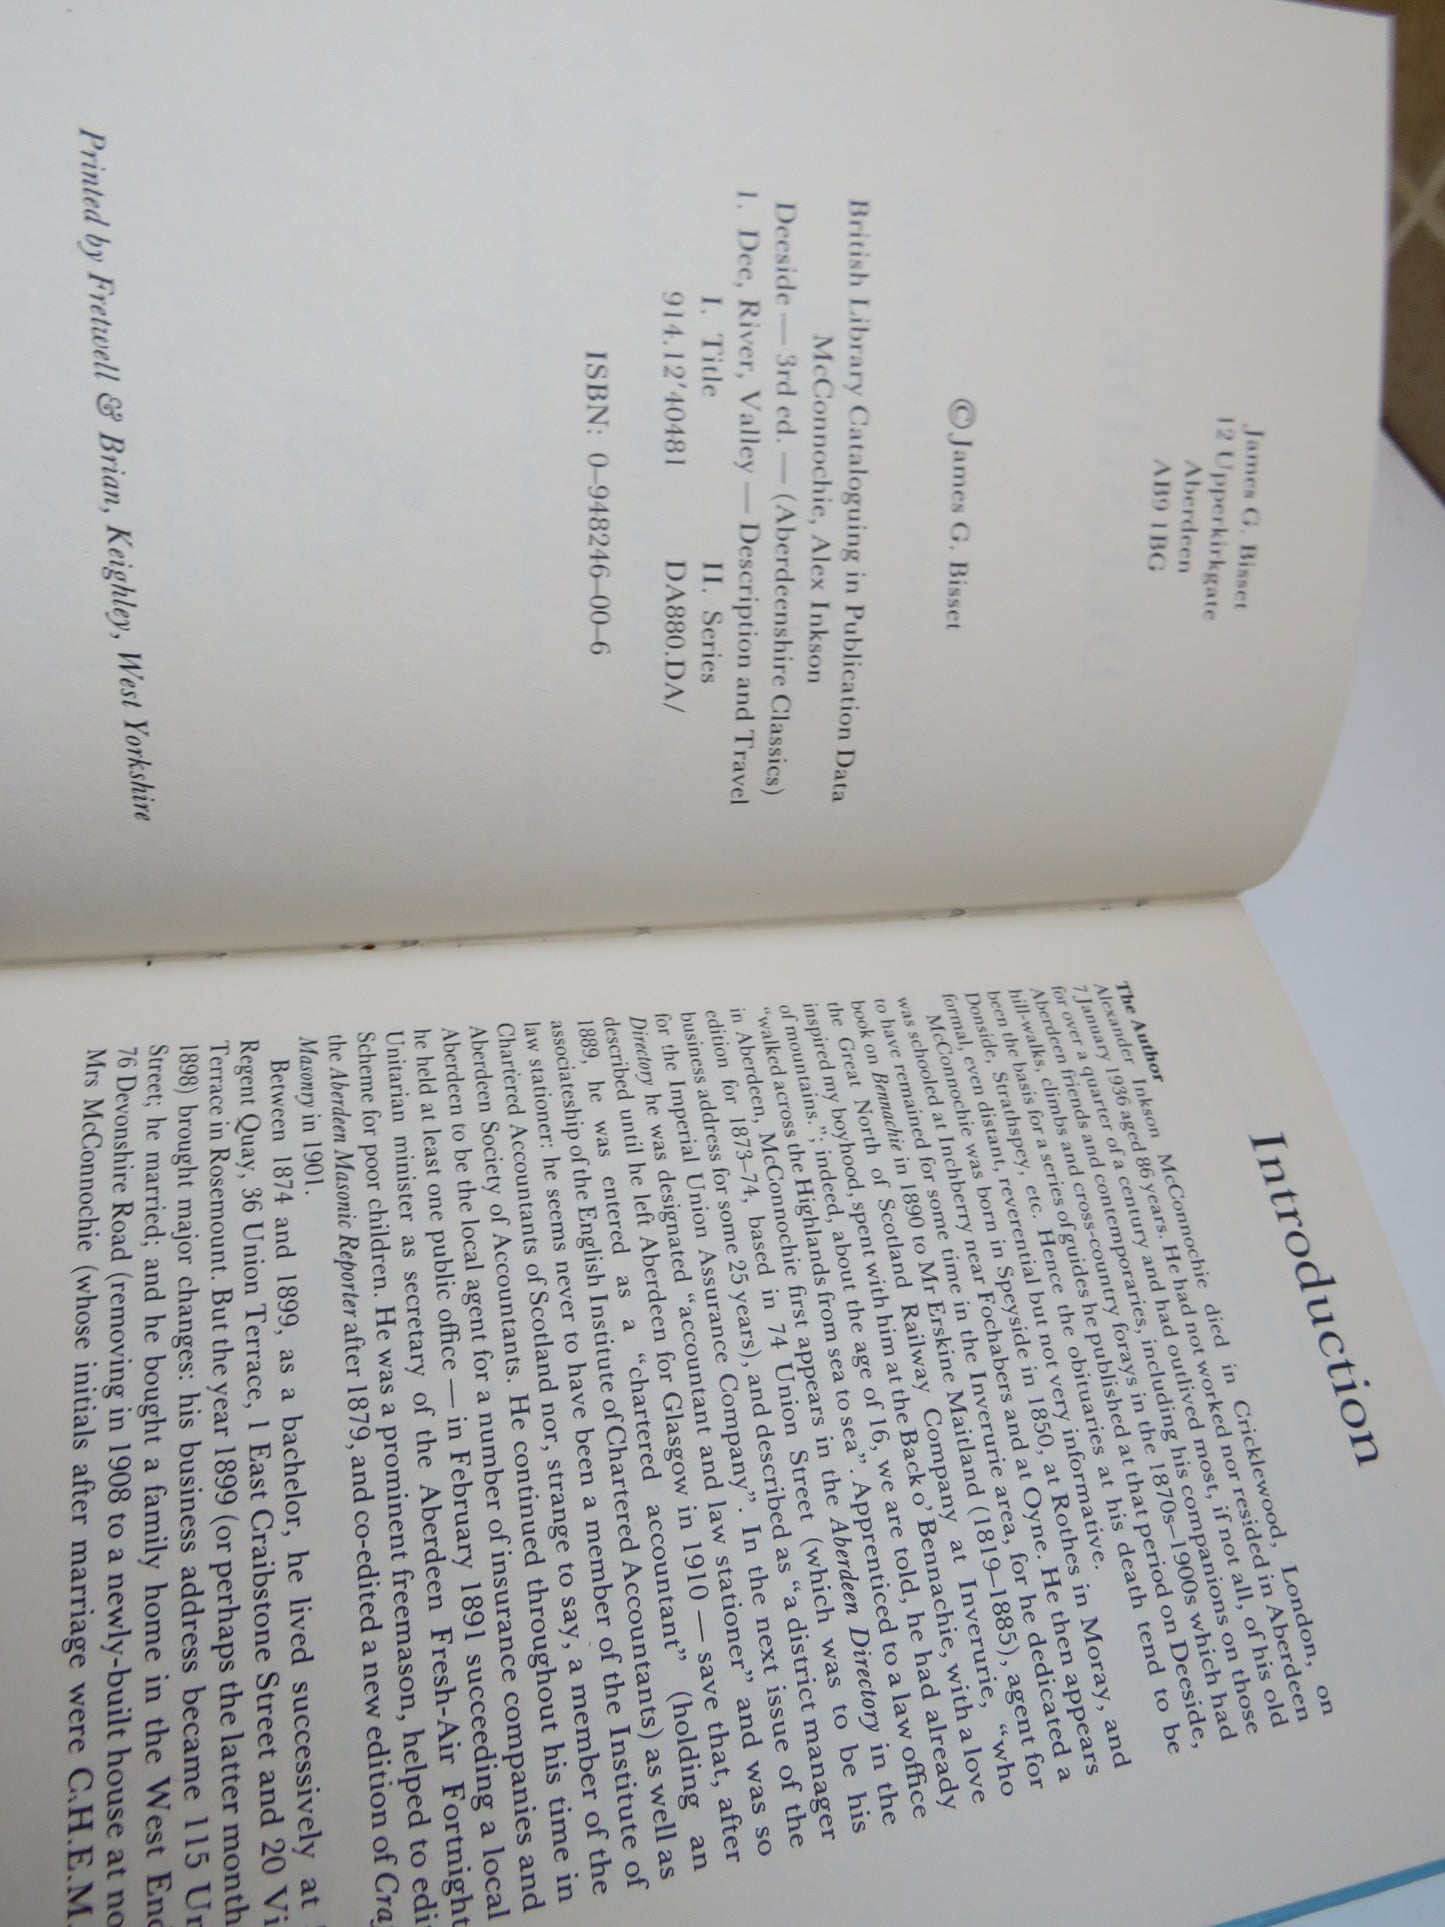 James G. Bisset
12 Upperkirkgate
Aberdeen
AB9 1BG
© James G. Bisset
British Library Cataloguing in Publication Data
McConnochie, Alex Inkson
Deeside — 3rd ed. — (Aberdeenshire Classics)
1. Dee, River, Valley — Description and Travel
I. Title II. Series
914.12'40481 DA880.DA/
ISBN: 0–948246–00–6
Printed by Fretwell & Brian, Keighley, West Yorkshire
Introduction
The Author
Alexander Inkson McConnochie died in Cricklewood, London, on
7 January 1936 aged 86 years. He had not worked nor resided in Aberdeen
for over a quarter of a century and had outlived most, if not all, of his old
Aberdeen friends and contemporaries, including his companions on those
hill-walks, climbs and cross-country forays in the 1870s–1900s which had
been the basis for a series of guides he published at that period on Deeside,
Donside, Strathspey, etc. Hence the obituaries at his death tend to be
formal, even distant, reverential but not very informative.
McConnochie was born in Speyside in 1850, at Rothes in Moray, and
was schooled at Inchberry near Fochabers and at Oyne. He then appears
to have remained for some time in the Inverurie area, for he dedicated a
book on Bennachie in 1890 to Mr Erskine Maitland (1819–1885), agent for
the Great North of Scotland Railway Company at Inverurie, "who
inspired my boyhood, spent with him at the Back o' Bennachie, with a love
of mountains."; indeed, about the age of 16, we are told, he had already
"walked across the Highlands from sea to sea". Apprenticed to a law office
in Aberdeen, McConnochie first appears in the Aberdeen Directory in the
edition for 1873–74, based in 74 Union Street (which was to be his
business address for some 25 years), and described as "a district manager
for the Imperial Union Assurance Company". In the next issue of the
Directory he was designated "accountant and law stationer" and was so
described until he left Aberdeen for Glasgow in 1910 — save that, after
1889, he was entered as a "chartered accountant" (holding an
associateship of the English Institute of Chartered Accountants) as well as
law stationer: he seems never to have been a member of the Institute of
Chartered Accountants of Scotland nor, strange to say, a member of the
Aberdeen Society of Accountants. He continued throughout his time in
Aberdeen to be the local agent for a number of insurance companies and
he held at least one public office — in February 1891 succeeding a local
Unitarian minister as secretary of the Aberdeen Fresh-Air Fortnight
Scheme for poor children. He was a prominent freemason, helped to edit
the Aberdeen Masonic Reporter after 1879, and co-edited a new edition of
Masonry in 1901.
Between 1874 and 1899, as a bachelor, he lived successively at
Regent Quay, 36 Union Terrace, 1 East Craibstone Street and 20
Terrace in Rosemount. But the year 1899 (or perhaps the latter
1898) brought major changes: his business address became 115
Street; he married; and he bought a family home in the West
76 Devonshire Road (removing in 1908 to a newly-built house at
Mrs McConnochie (whose initials after marriage were C.H.E.M.